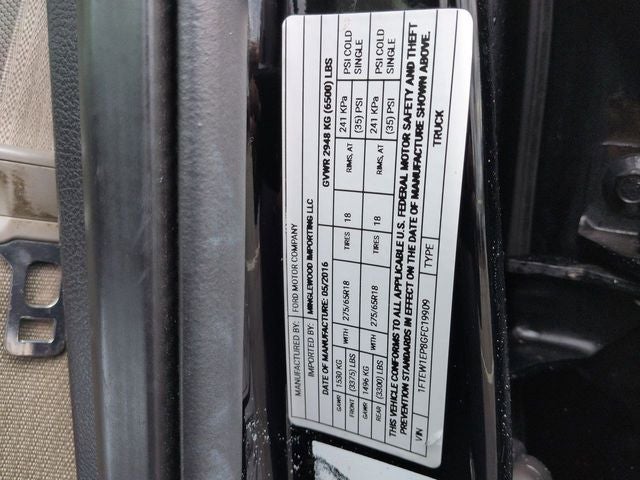 MANUFACTURED BY: FORD MOTOR COMPANY
IMPORTED BY: MINGLEWOOD IMPORTING LLC
DATE OF MANUFACTURE: 05/2016 GVWR 2948 KG (6500) LBS
GAWR 1530 KG WITH 275/65R18 TIRES 18 RIMS, AT 241 KPa PSI COLD
FRONT (3375) LBS (35) PSI SINGLE
GAWR 1496 KG WITH 275/65R18 TIRES 18 RIMS, AT 241 KPa PSI COLD
REAR (3300) LBS (35) PSI SINGLE
THIS VEHICLE CONFORMS TO ALL APPLICABLE U.S. FEDERAL MOTOR SAFETY AND THEFT
PREVENTION STANDARDS IN EFFECT ON THE DATE OF MANUFACTURE SHOWN ABOVE.
VIN 1FTEW1EP8GFC19909 TYPE TRUCK